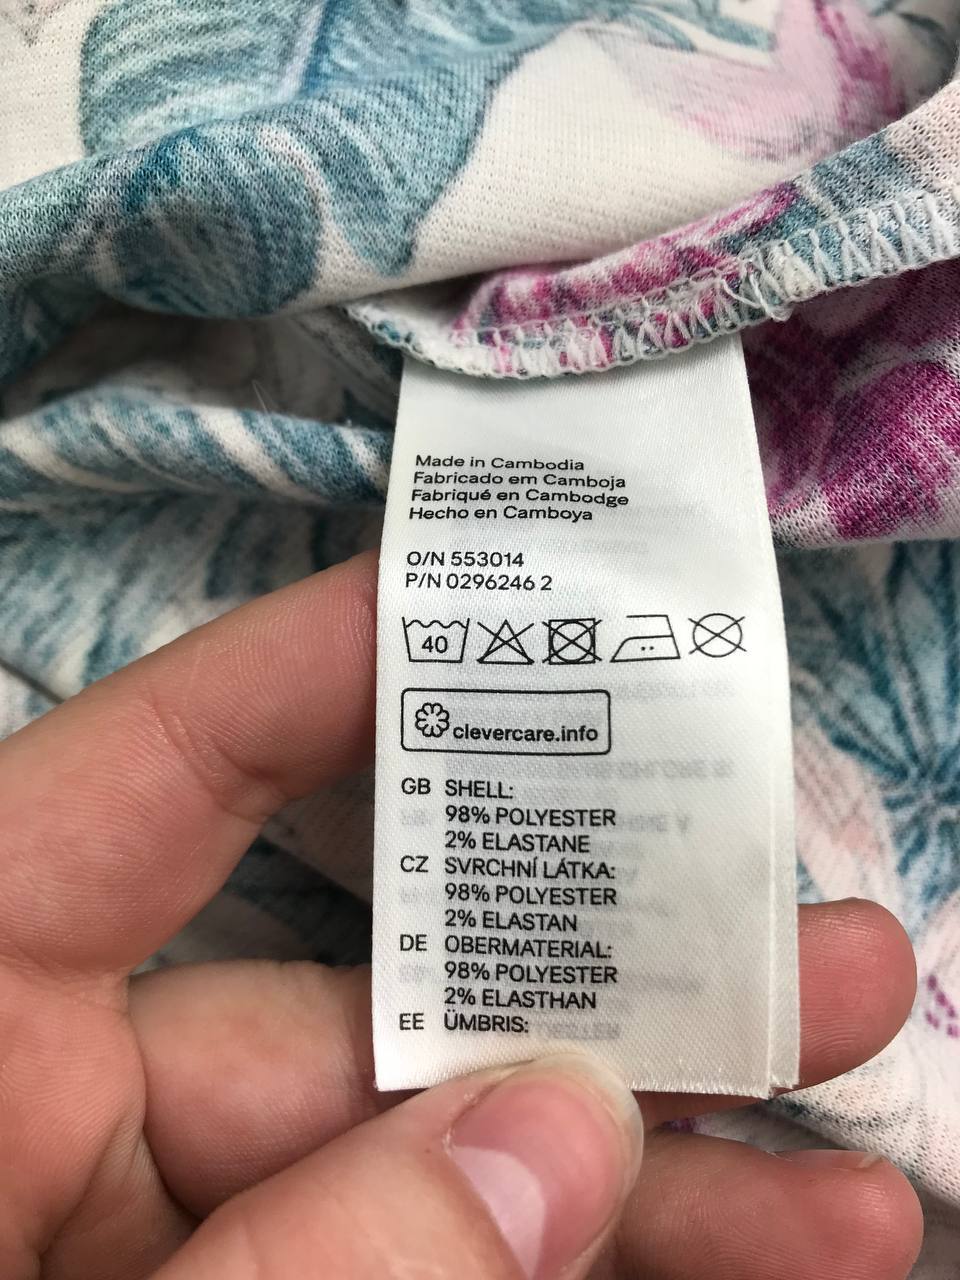 Made in Cambodia
Fabricado em Camboja
Fabriqué en Cambodge
Hecho en Camboya
O/N 553014
P/N 0296246 2
40
clevercare.info
GB SHELL:
98% POLYESTER
2% ELASTANE
CZ SVRCHNÍ LÁTKA:
98% POLYESTER
2% ELASTAN
DE OBERMATERIAL:
98% POLYESTER
2% ELASTHAN
EE ÜMBRIS: